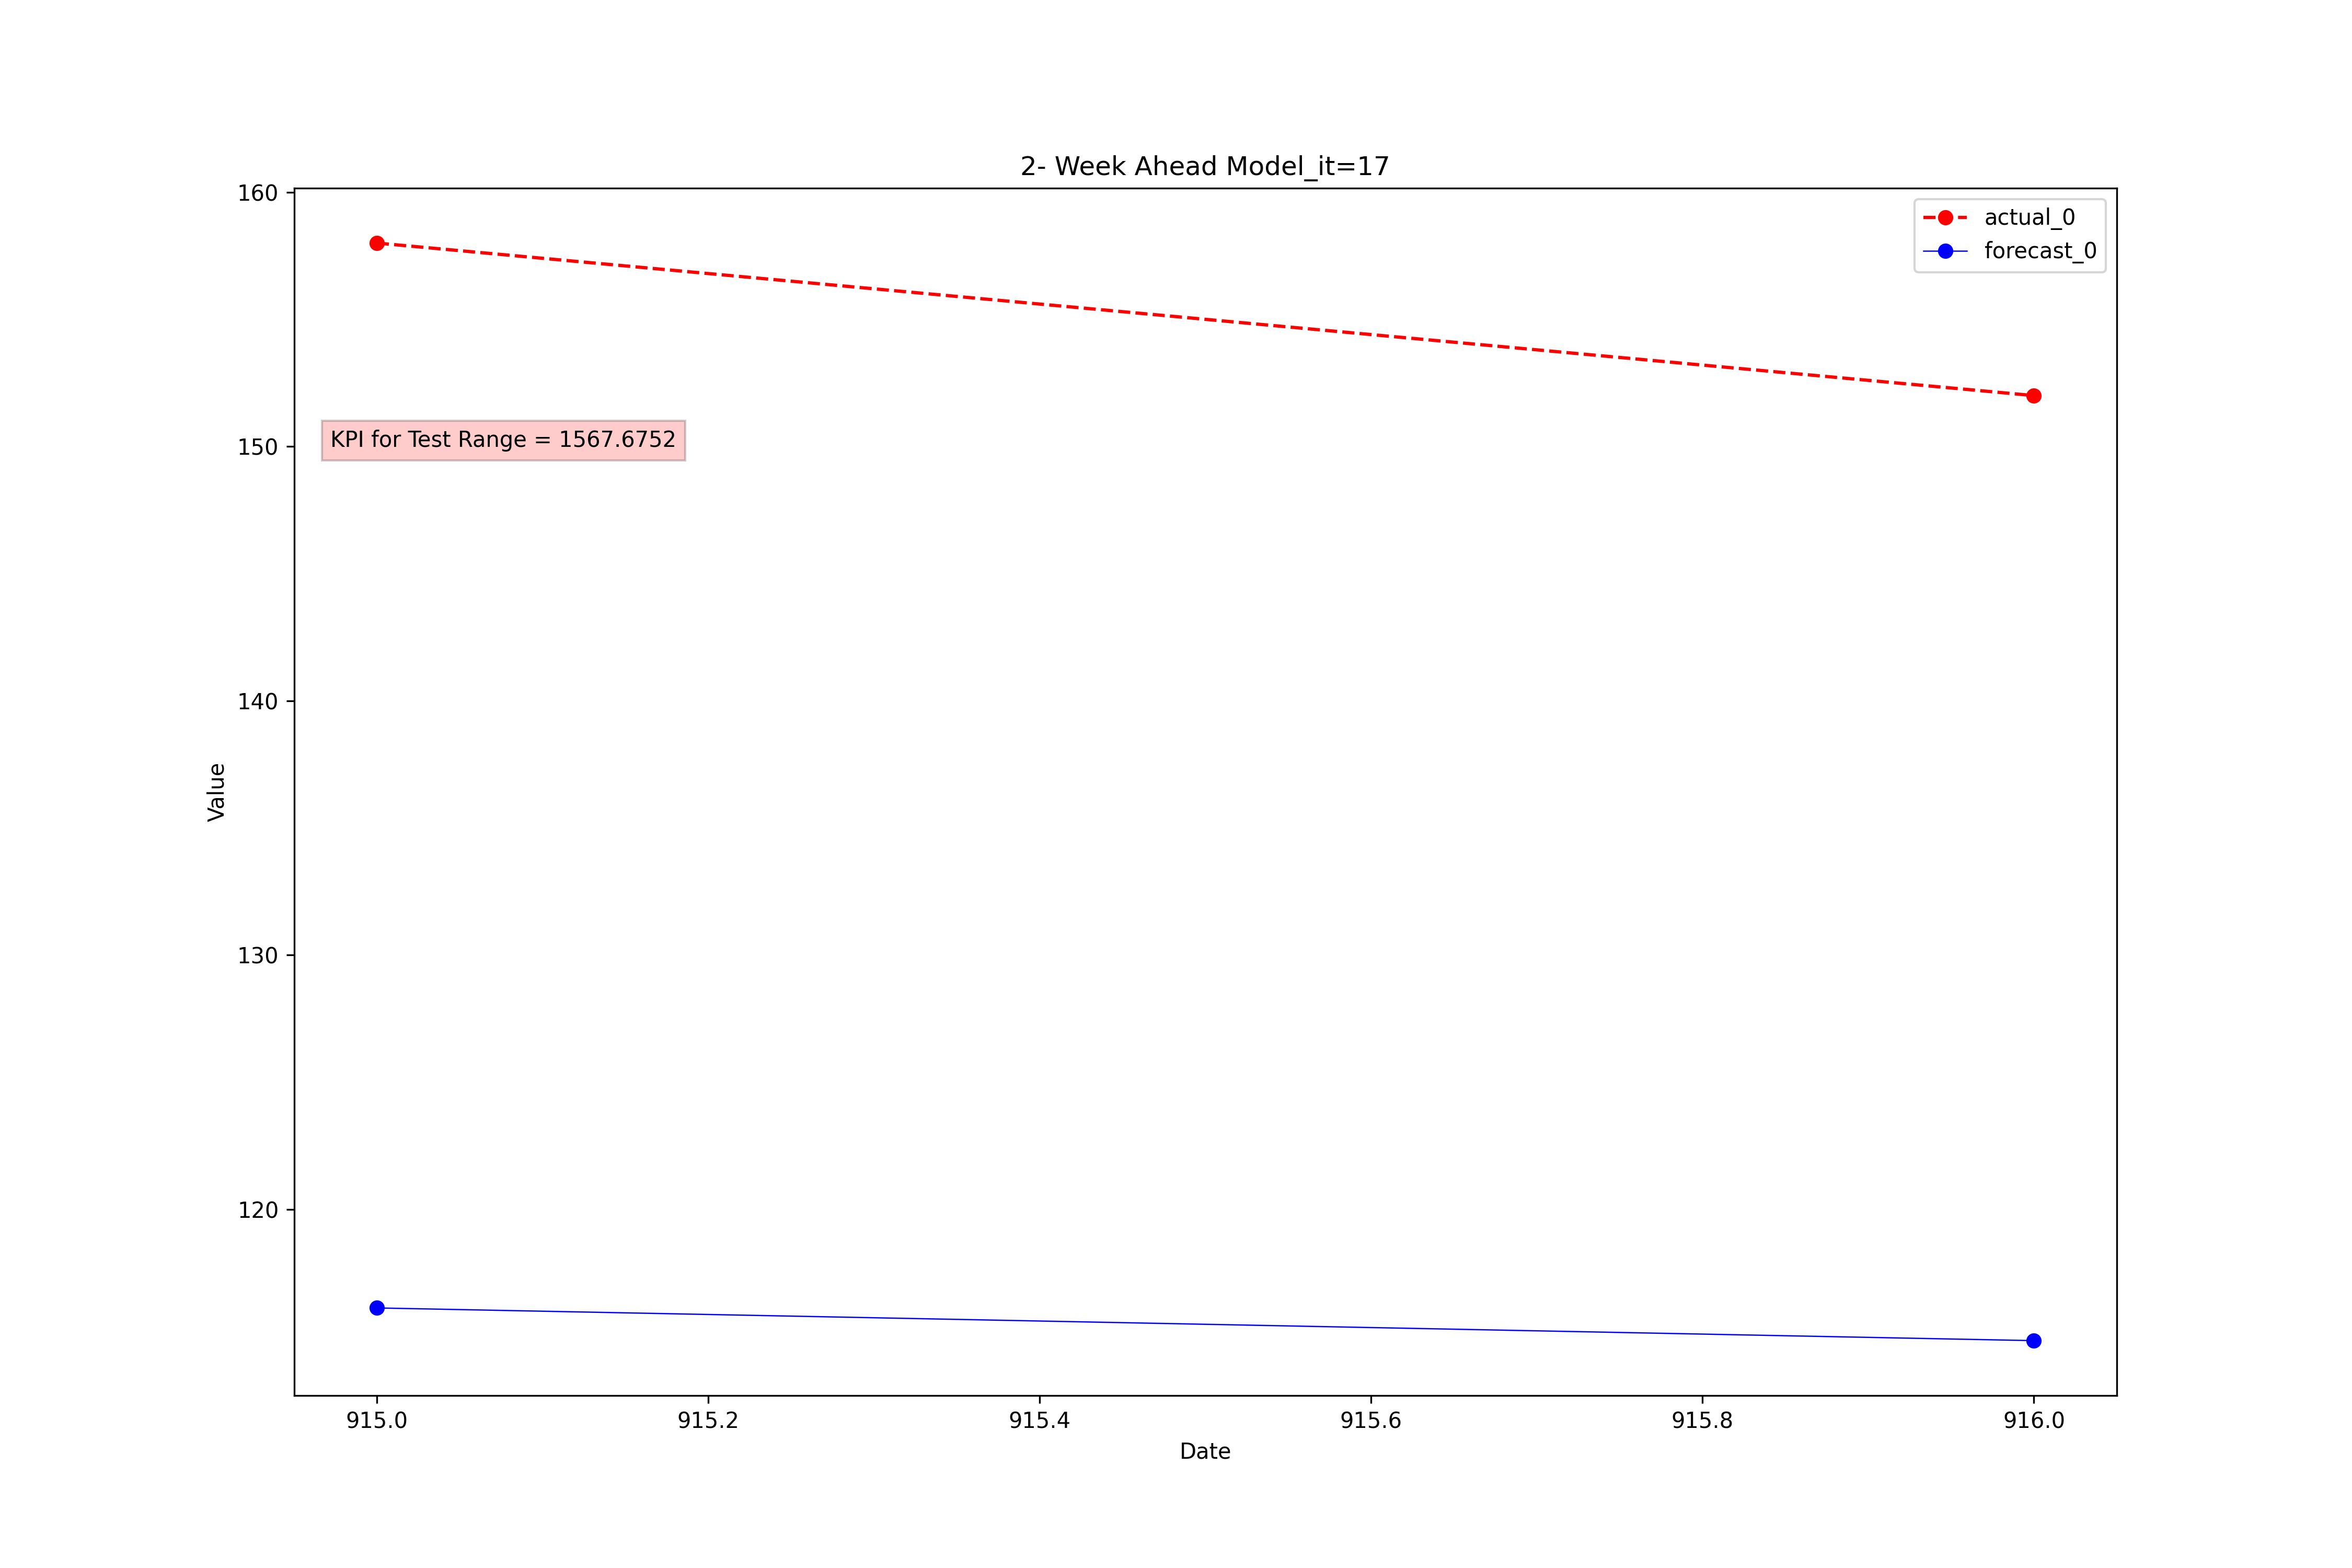 2- Week Ahead Model_it=17
160
actual_0
forecast_0
KPI for Test Range = 1567.6752
150
140
Value
130
120
915.0 915.2 915.4 915.6 915.8 916.0
Date